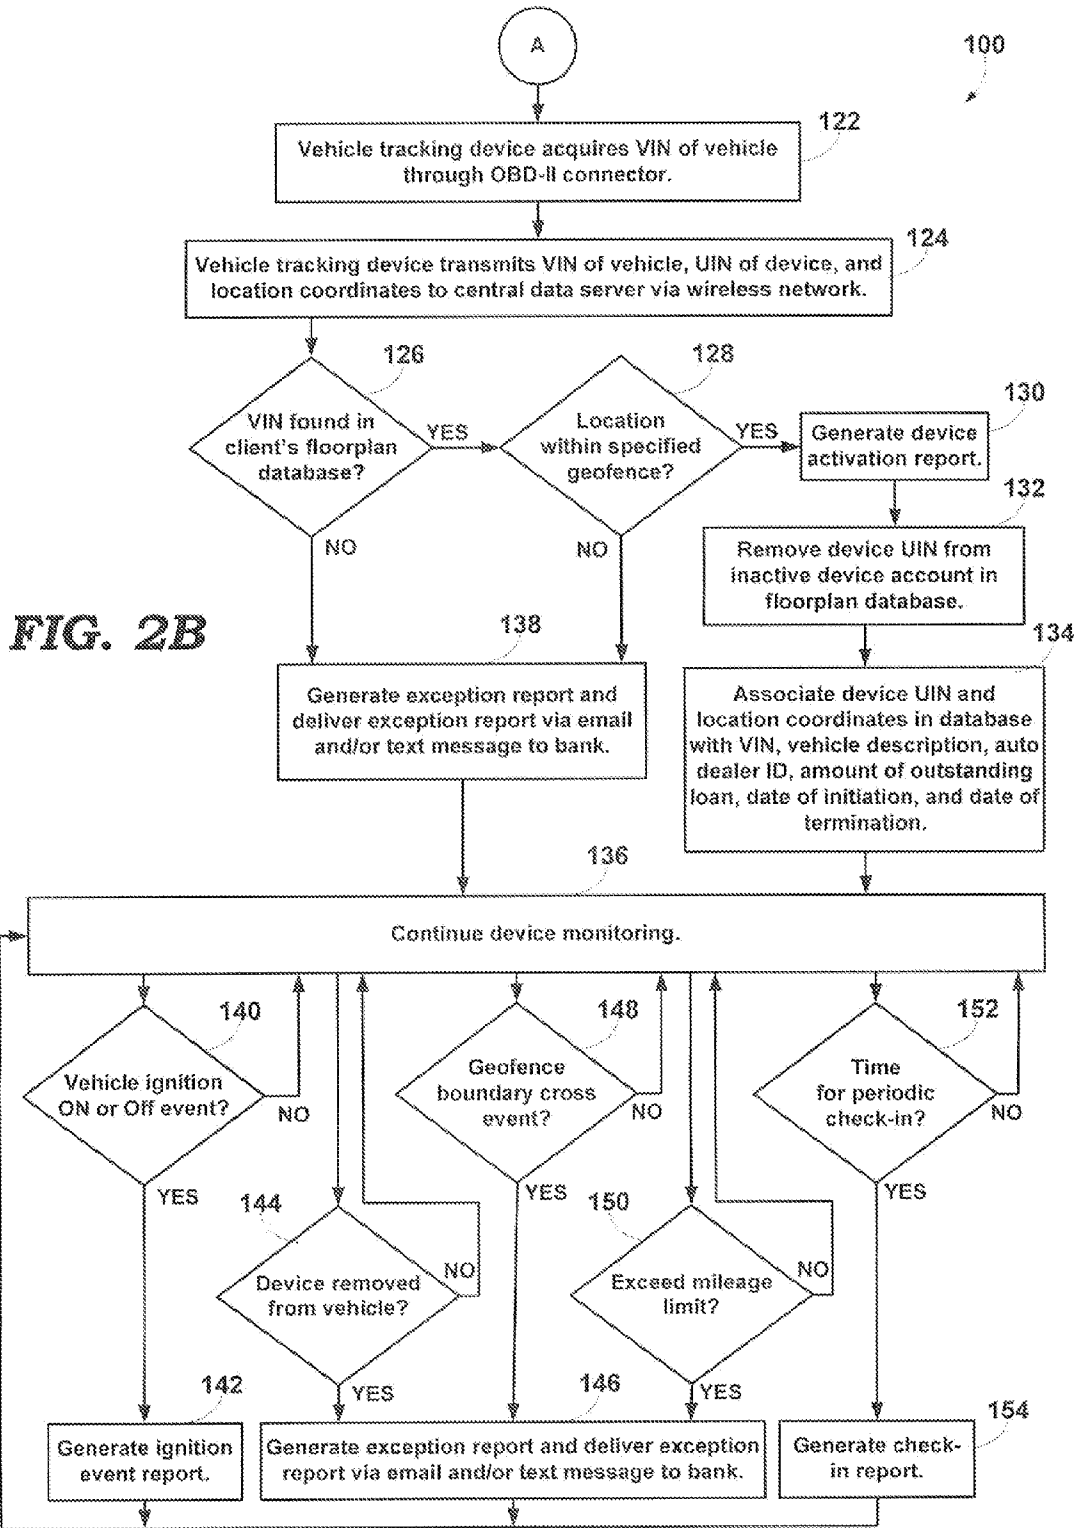 A
100
122
Vehicle tracking device acquires VIN of vehicle
through OBD-II connector.
124
Vehicle tracking device transmits VIN of vehicle, UIN of device, and
location coordinates to central data server via wireless network.
126
VIN found in
client's floorplan
database?
YES
NO
128
Location
within specified
geofence?
YES
NO
130
Generate device
activation report.
132
Remove device UIN from
inactive device account in
floorplan database.
FIG. 2B
138
Generate exception report and
deliver exception report via email
and/or text message to bank.
134
Associate device UIN and
location coordinates in database
with VIN, vehicle description, auto
dealer ID, amount of outstanding
loan, date of initiation, and date of
termination.
136
Continue device monitoring.
140
Vehicle ignition
ON or Off event?
NO
YES
148
Geofence
boundary cross
event?
NO
YES
152
Time
for periodic
check-in?
NO
YES
144
Device removed
from vehicle?
NO
YES
150
Exceed mileage
limit?
NO
YES
142
Generate ignition
event report.
146
Generate exception report and deliver exception
report via email and/or text message to bank.
154
Generate check-
in report.